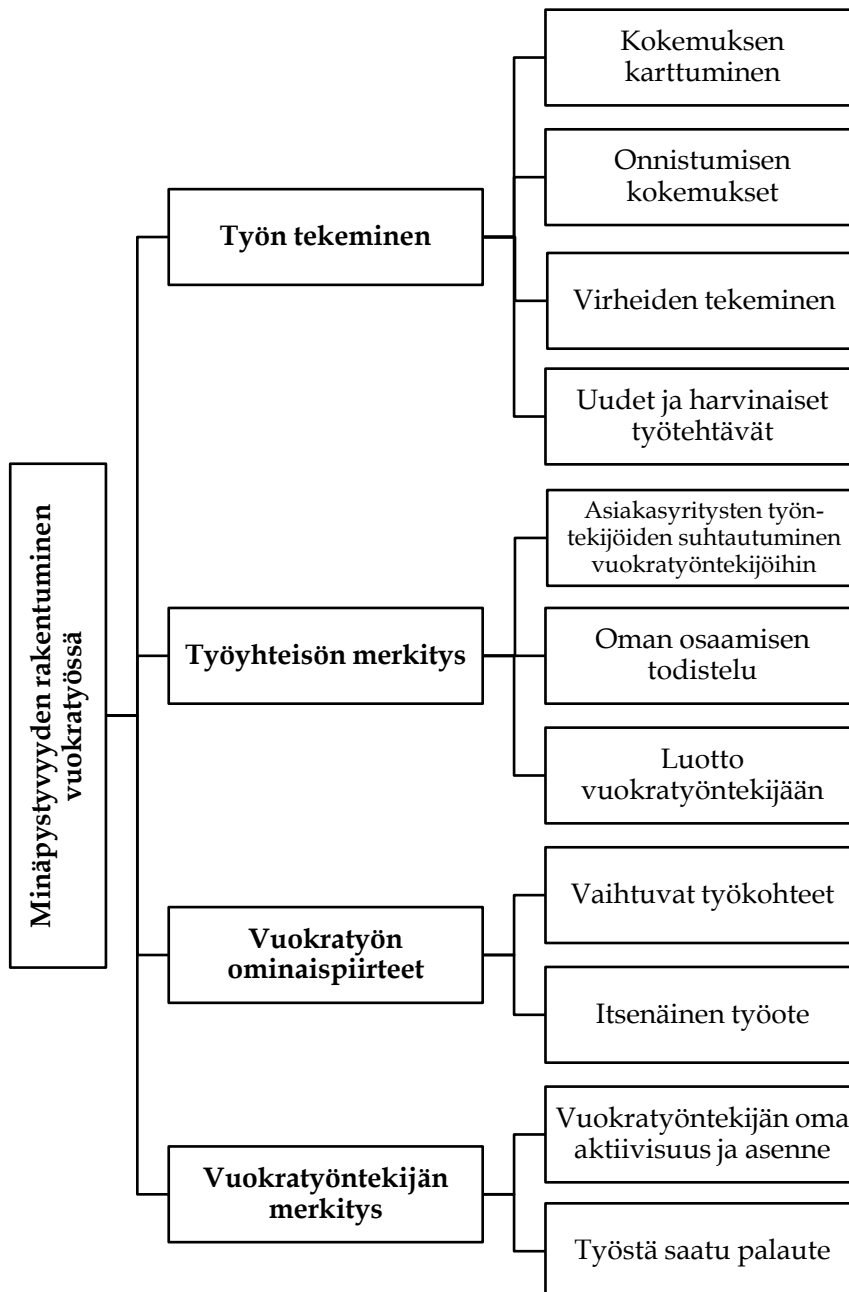 Minäpystyvyyden rakentuminen
vuokratyössä
Työn tekeminen
Kokemuksen
karttuminen
Onnistumisen
kokemukset
Virheiden tekeminen
Uudet ja harvinaiset
työtehtävät
Työyhteisön merkitys
Asiakasyritysten työn-
tekijöiden suhtautuminen
vuokratyöntekijöihin
Oman osaamisen
todistelu
Luotto
vuokratyöntekijään
Vuokratyön
ominaispiirteet
Vaihtuvat työkohteet
Itsenäinen työote
Vuokratyöntekijän
merkitys
Vuokratyöntekijän oma
aktiivisuus ja asenne
Työstä saatu palaute